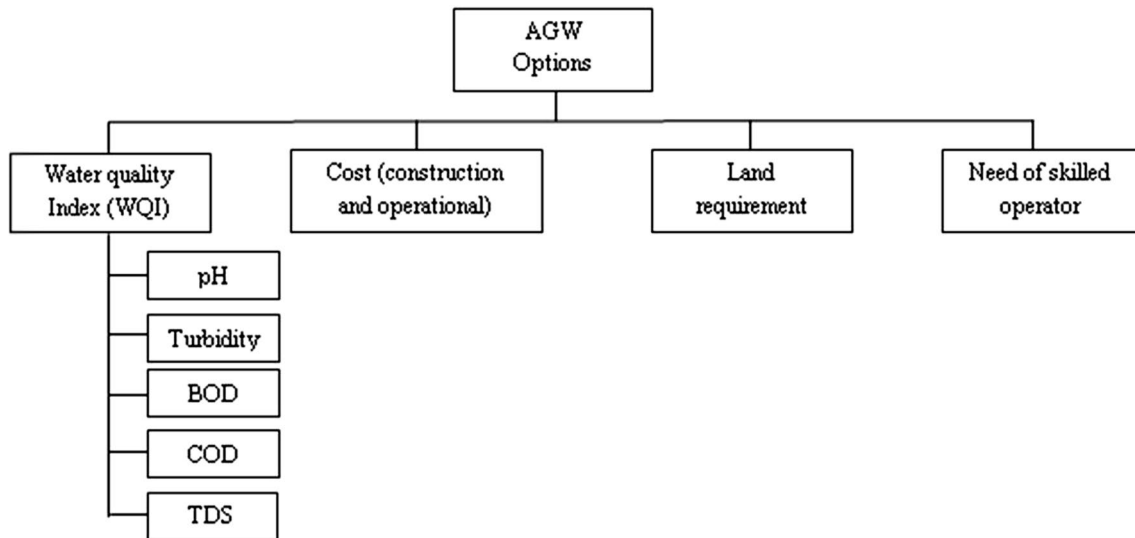 AGW
Options
Water quality
Index (WQI)
Cost (construction
and operational)
Land
requirement
Need of skilled
operator
pH
Turbidity
BOD
COD
TDS